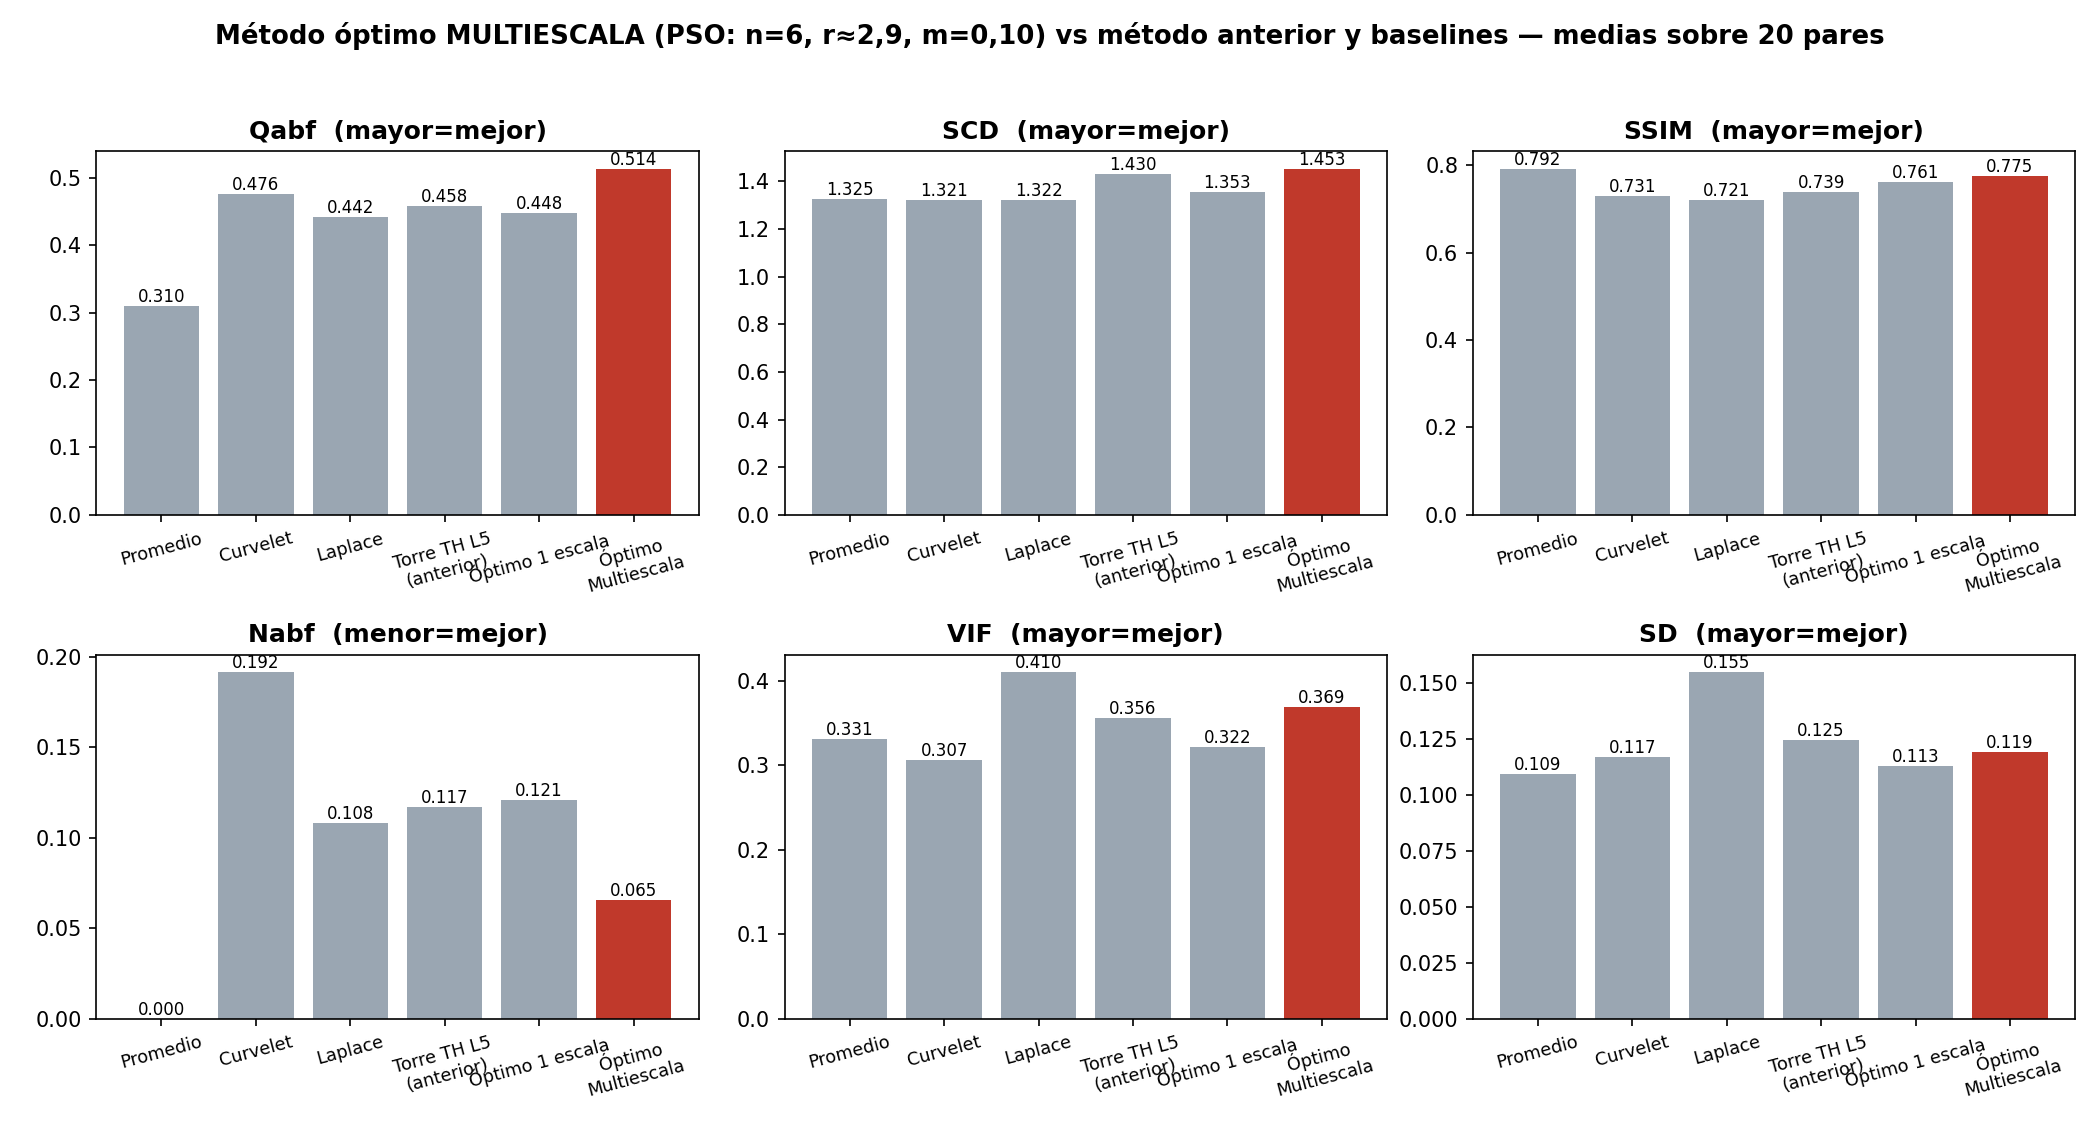 Método óptimo MULTIESCALA (PSO: n=6, r≈2,9, m=0,10) vs método anterior y baselines — medias sobre 20 pares
Qabf  (mayor=mejor)
0.5
0.4
0.3
0.2
0.1
0.0
0.310
0.476
0.442
0.458
0.448
0.514
Promedio
Curvelet
Laplace
Torre TH L5
(anterior)
Óptimo 1 escala
Óptimo
Multiescala
SCD  (mayor=mejor)
1.4
1.2
1.0
0.8
0.6
0.4
0.2
0.0
1.325
1.321
1.322
1.430
1.353
1.453
Promedio
Curvelet
Laplace
Torre TH L5
(anterior)
Óptimo 1 escala
Óptimo
Multiescala
SSIM  (mayor=mejor)
0.8
0.6
0.4
0.2
0.0
0.792
0.731
0.721
0.739
0.761
0.775
Promedio
Curvelet
Laplace
Torre TH L5
(anterior)
Óptimo 1 escala
Óptimo
Multiescala
Nabf  (menor=mejor)
0.20
0.15
0.10
0.05
0.00
0.000
0.192
0.108
0.117
0.121
0.065
Promedio
Curvelet
Laplace
Torre TH L5
(anterior)
Óptimo 1 escala
Óptimo
Multiescala
VIF  (mayor=mejor)
0.4
0.3
0.2
0.1
0.0
0.331
0.307
0.410
0.356
0.322
0.369
Promedio
Curvelet
Laplace
Torre TH L5
(anterior)
Óptimo 1 escala
Óptimo
Multiescala
SD  (mayor=mejor)
0.150
0.125
0.100
0.075
0.050
0.025
0.000
0.109
0.117
0.155
0.125
0.113
0.119
Promedio
Curvelet
Laplace
Torre TH L5
(anterior)
Óptimo 1 escala
Óptimo
Multiescala